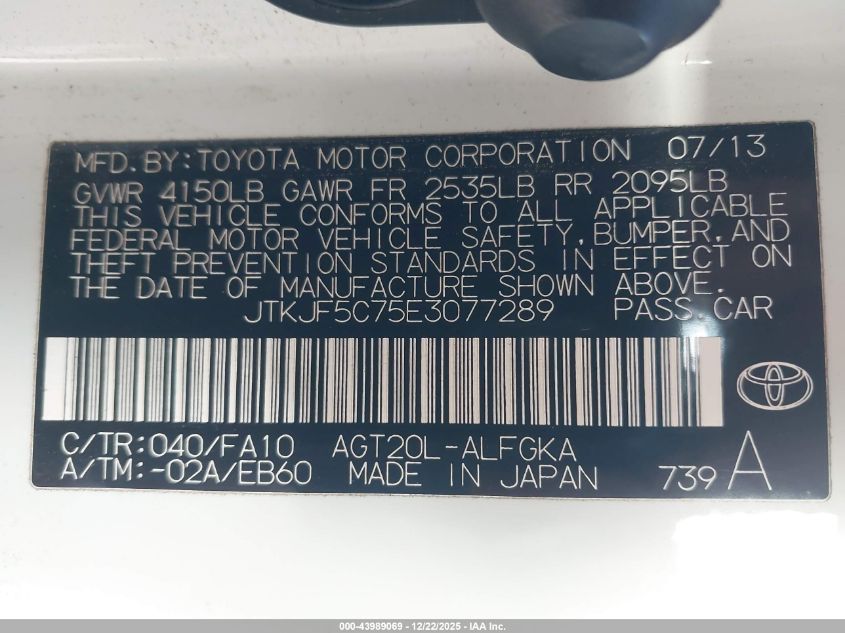 MFD. BY: TOYOTA MOTOR CORPORATION 07/13
GVWR 4150LB GAWR FR 2535LB RR 2095LB
THIS VEHICLE CONFORMS TO ALL APPLICABLE
FEDERAL MOTOR VEHICLE SAFETY, BUMPER, AND
THEFT PREVENTION STANDARDS IN EFFECT ON
THE DATE OF MANUFACTURE SHOWN ABOVE.
JTKJF5C75E3077289 PASS. CAR
C/TR: 040/FA10 AGT20L-ALFGKA
A/TM: -02A/EB60 MADE IN JAPAN 739 A
000-43989069 - 12/22/2025 - IAA Inc.